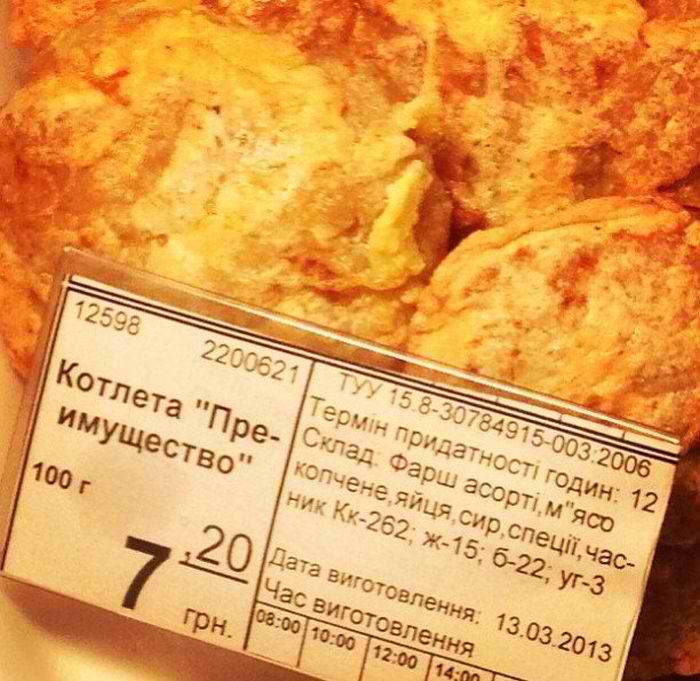 12598
2200621
Котлета "Пре-
имущество"
100 г
7,20
грн.
ТУУ 15.8-30784915-003:2006
Термін придатності годин: 12
Склад: Фарш асорті,м"ясо
копчене,яйця,сир,спеції,час-
ник Кк-262; ж-15; б-22; уг-3
Дата виготовлення: 13.03.2013
Час виготовлення
08:00 10:00 12:00 14:00